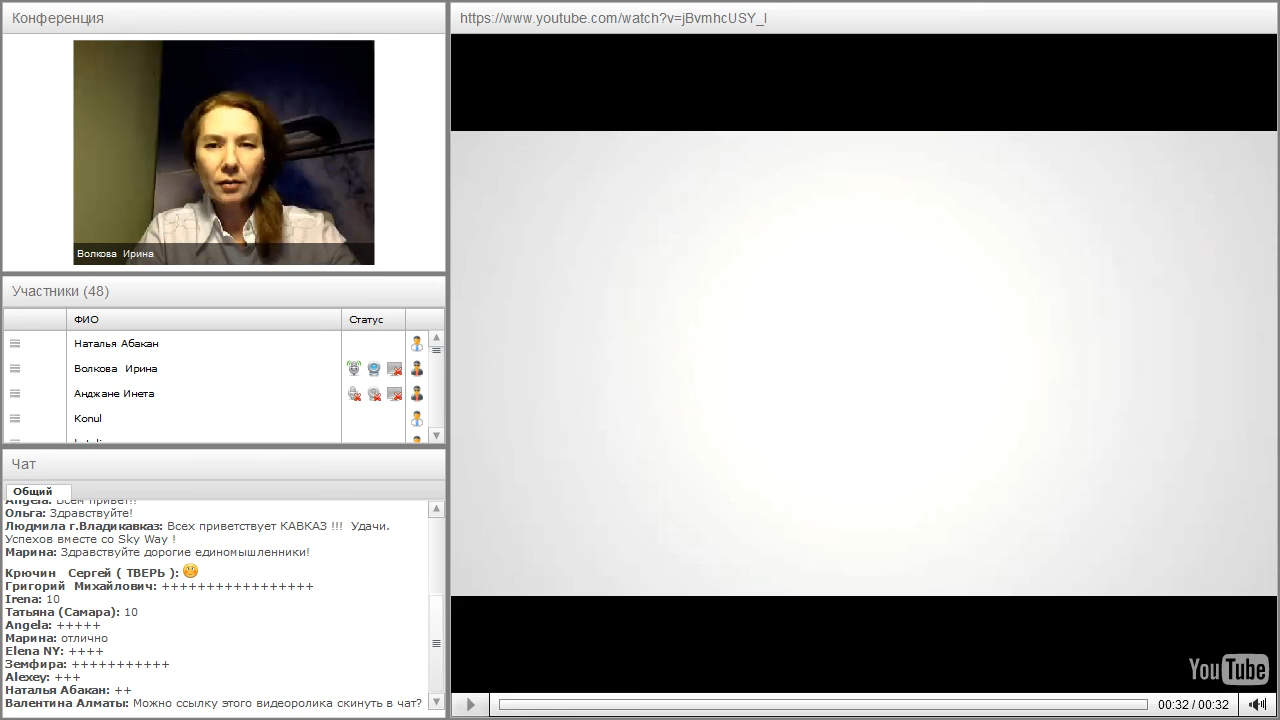 Конференция
https://www.youtube.com/watch?v=jBvmhcUSY_I
Волкова Ирина
Участники (48)
ФИО
Статус
Наталья Абакан
Волкова Ирина
Анджане Инета
Konul
Чат
Общий
Angela: Всем привет!!
Ольга: Здравствуйте!
Людмила г.Владикавказ: Всех приветствует КАВКАЗ !!! Удачи.
Успехов вместе со Sky Way !
Марина: Здравствуйте дорогие единомышленники!
Крючин Сергей ( ТВЕРЬ ):
Григорий Михайлович: +++++++++++++++++
Irena: 10
Татьяна (Самара): 10
Angela: +++++
Марина: отлично
Elena NY: ++++
Земфира: +++++++++++
Alexey: +++
Наталья Абакан: ++
Валентина Алматы: Можно ссылку этого видеоролика скинуть в чат?
YouTube
00:32 / 00:32